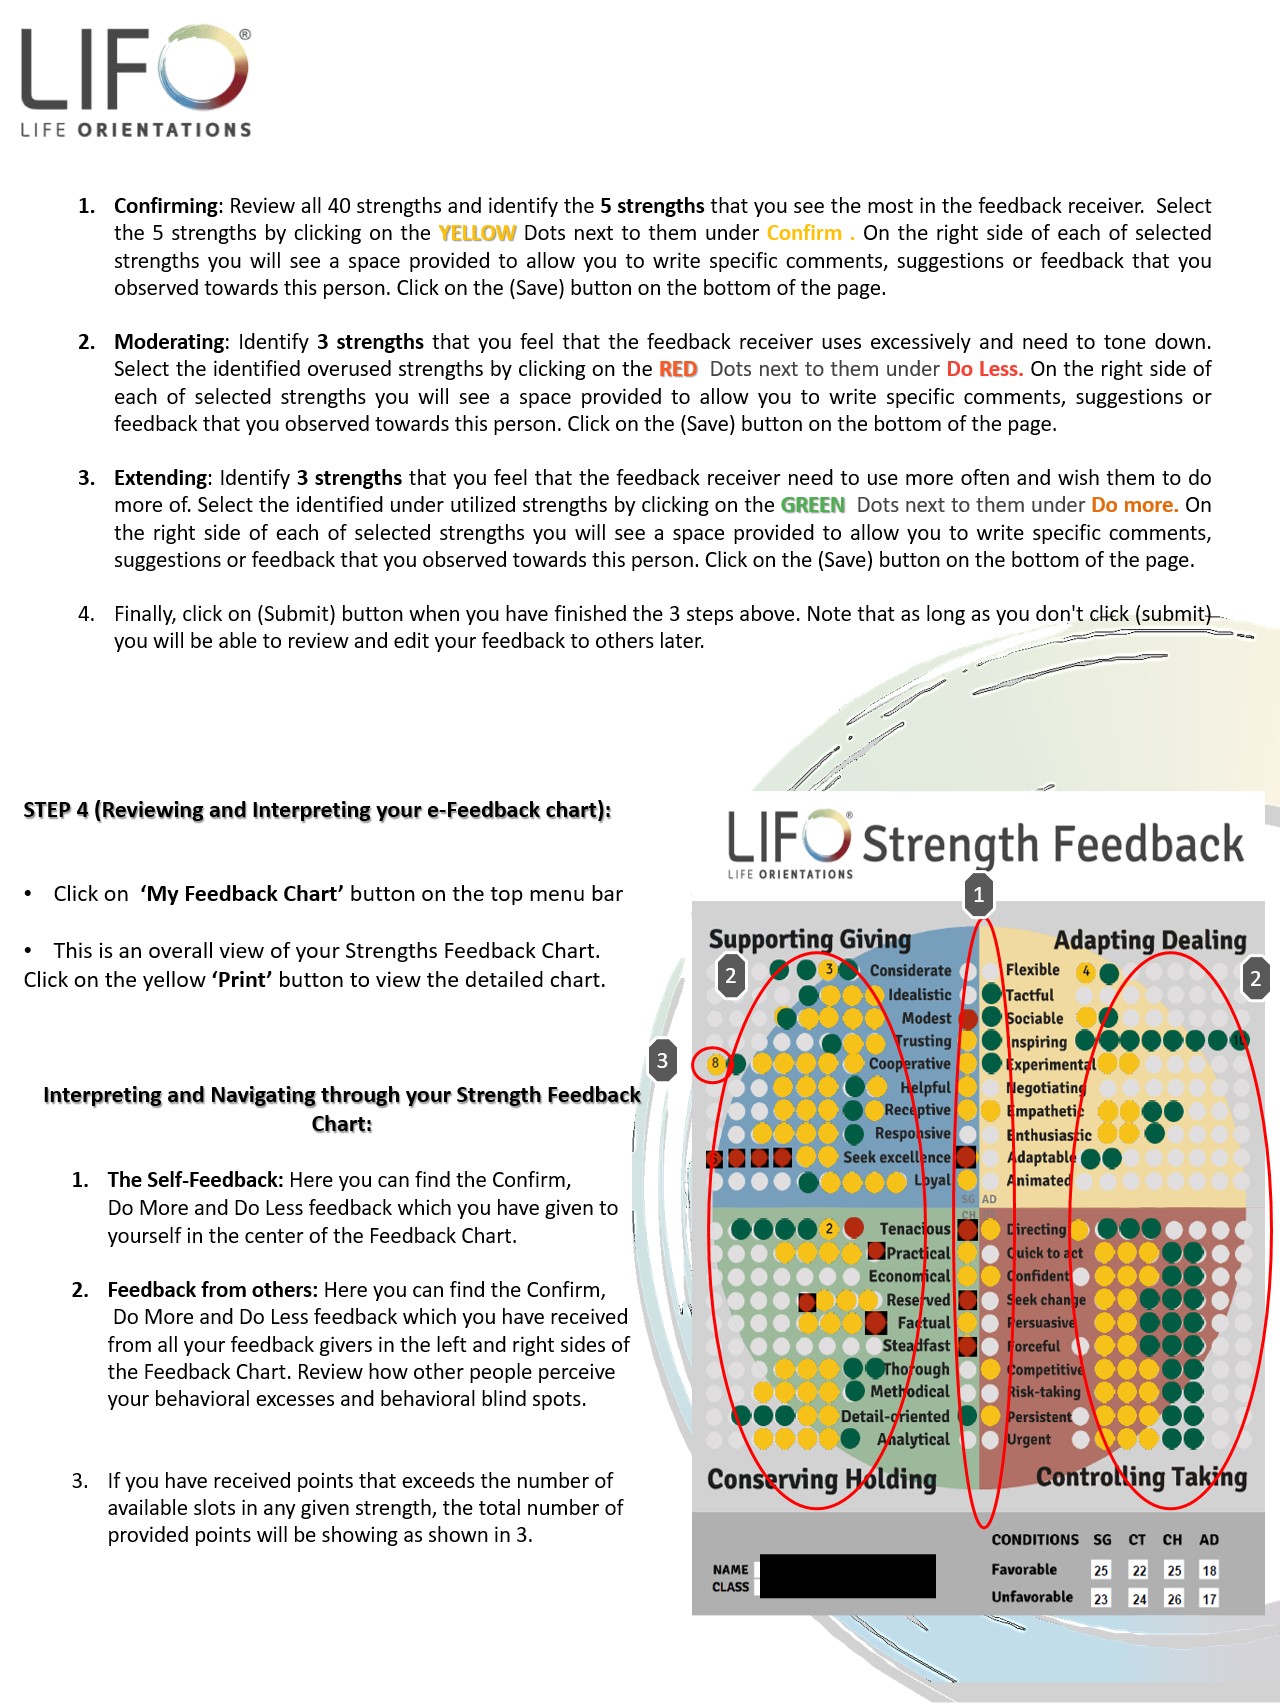 LIFO®
LIFE ORIENTATIONS
1. Confirming: Review all 40 strengths and identify the 5 strengths that you see the most in the feedback receiver. Select
the 5 strengths by clicking on the YELLOW Dots next to them under Confirm . On the right side of each of selected
strengths you will see a space provided to allow you to write specific comments, suggestions or feedback that you
observed towards this person. Click on the (Save) button on the bottom of the page.
2. Moderating: Identify 3 strengths that you feel that the feedback receiver uses excessively and need to tone down.
Select the identified overused strengths by clicking on the RED Dots next to them under Do Less. On the right side of
each of selected strengths you will see a space provided to allow you to write specific comments, suggestions or
feedback that you observed towards this person. Click on the (Save) button on the bottom of the page.
3. Extending: Identify 3 strengths that you feel that the feedback receiver need to use more often and wish them to do
more of. Select the identified under utilized strengths by clicking on the GREEN Dots next to them under Do more. On
the right side of each of selected strengths you will see a space provided to allow you to write specific comments,
suggestions or feedback that you observed towards this person. Click on the (Save) button on the bottom of the page.
4. Finally, click on (Submit) button when you have finished the 3 steps above. Note that as long as you don't click (submit)
you will be able to review and edit your feedback to others later.
STEP 4 (Reviewing and Interpreting your e-Feedback chart):
• Click on ‘My Feedback Chart’ button on the top menu bar
• This is an overall view of your Strengths Feedback Chart.
Click on the yellow ‘Print’ button to view the detailed chart.
Interpreting and Navigating through your Strength Feedback
Chart:
1. The Self-Feedback: Here you can find the Confirm,
Do More and Do Less feedback which you have given to
yourself in the center of the Feedback Chart.
2. Feedback from others: Here you can find the Confirm,
Do More and Do Less feedback which you have received
from all your feedback givers in the left and right sides of
the Feedback Chart. Review how other people perceive
your behavioral excesses and behavioral blind spots.
3. If you have received points that exceeds the number of
available slots in any given strength, the total number of
provided points will be showing as shown in 3.
LIFO® Strength Feedback
LIFE ORIENTATIONS
1
Supporting Giving Adapting Dealing
2 2
3
3 Considerate Flexible 4
Idealistic Tactful
Modest Sociable
Trusting Inspiring
8 Cooperative Experimental
Helpful Negotiating
Receptive Empathetic
Responsive Enthusiastic
Seek excellence Adaptable
Loyal Animated
SG AD
CH
2 Tenacious Directing
Practical Quick to act
Economical Confident
Reserved Seek change
Factual Persuasive
Steadfast Forceful
Thorough Competitive
Methodical Risk-taking
Detail-oriented Persistent
Analytical Urgent
Conserving Holding Controlling Taking
CONDITIONS SG CT CH AD
Favorable 25 22 25 18
Unfavorable 23 24 26 17
NAME
CLASS